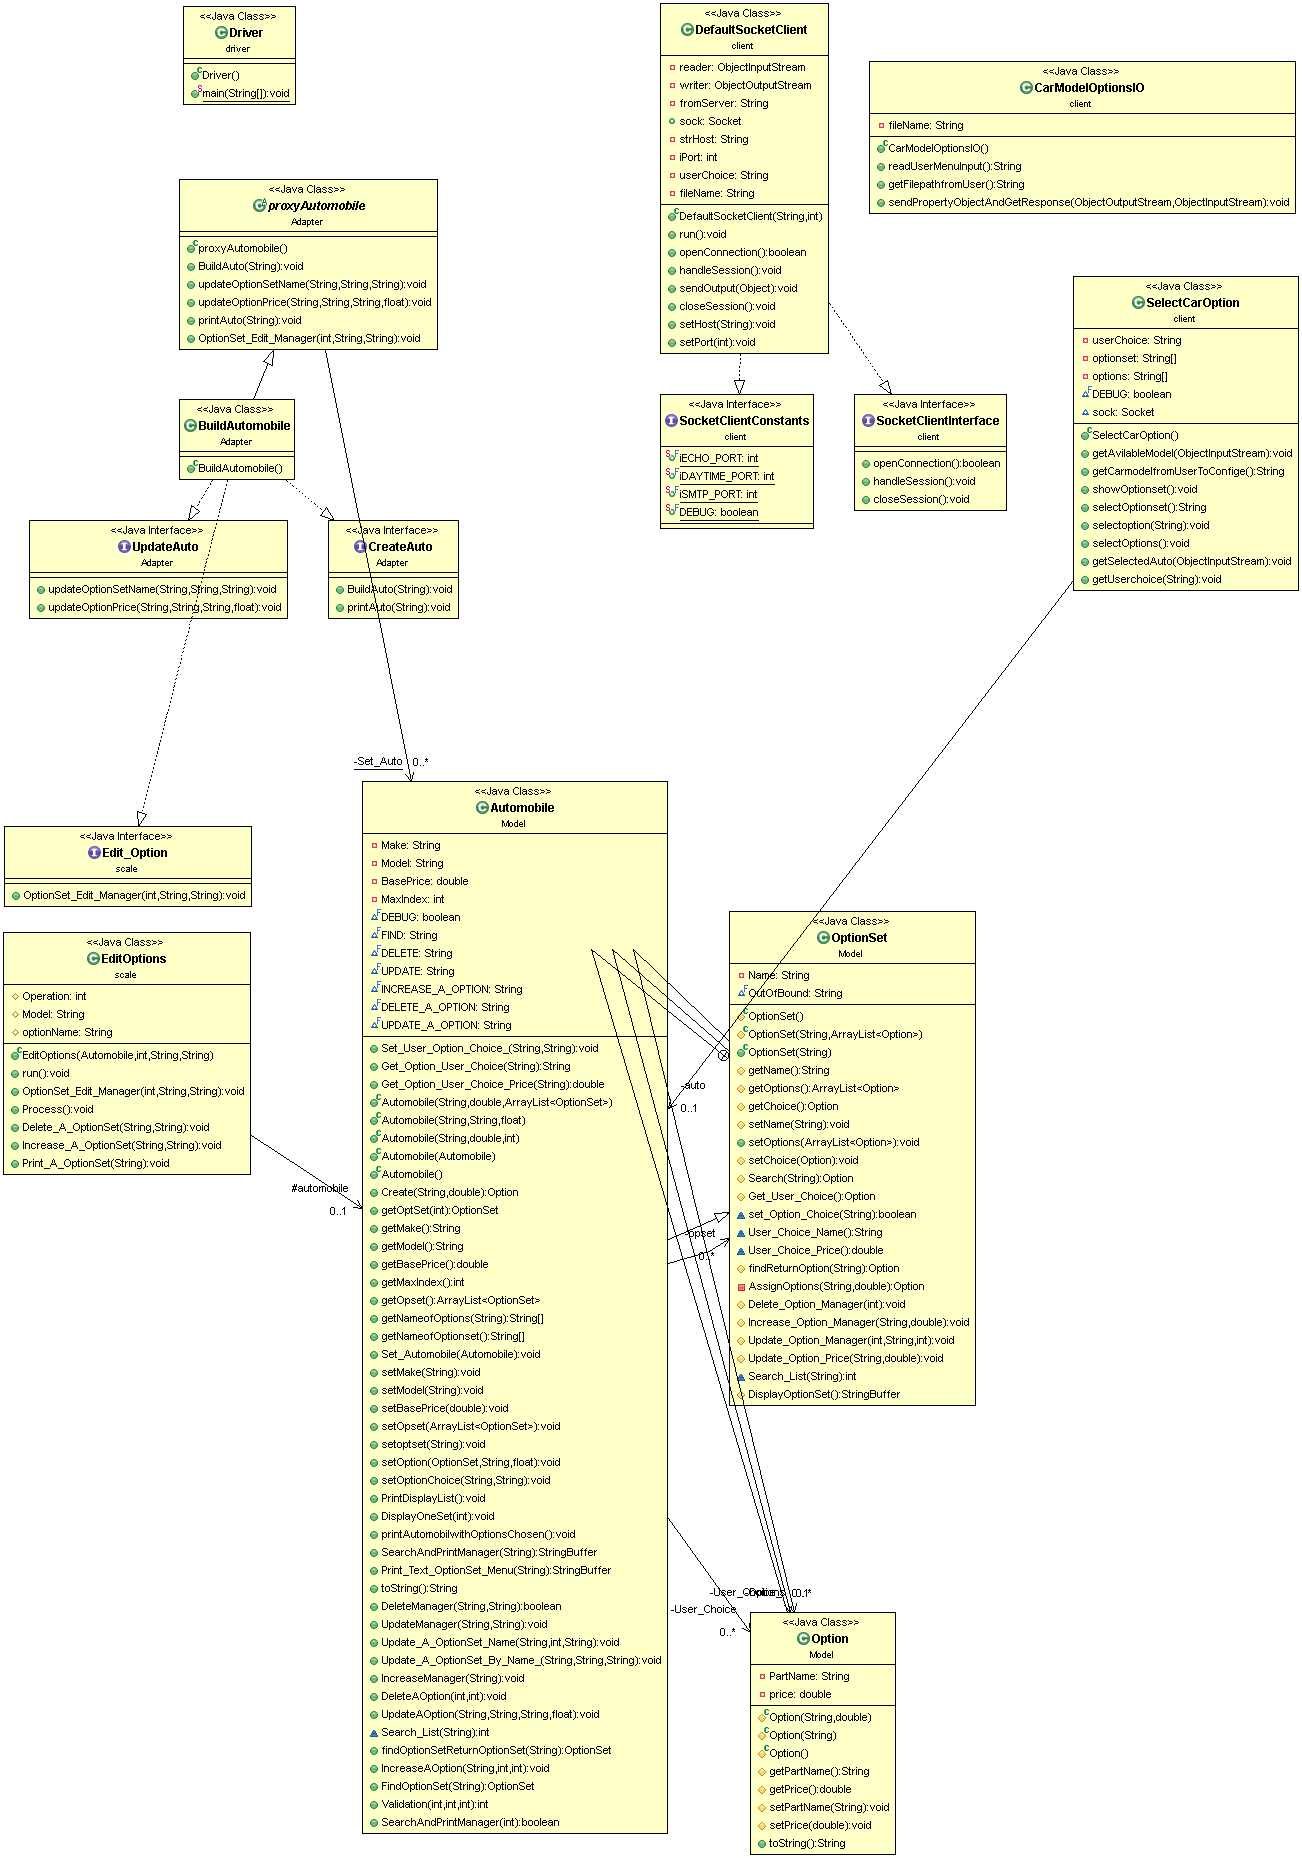 <<Java Class>>
Driver
driver
Driver()
main(String[]):void
<<Java Class>>
DefaultSocketClient
client
reader: ObjectInputStream
writer: ObjectOutputStream
fromServer: String
sock: Socket
strHost: String
iPort: int
userChoice: String
fileName: String
DefaultSocketClient(String,int)
run():void
openConnection():boolean
handleSession():void
sendOutput(Object):void
closeSession():void
setHost(String):void
setPort(int):void
<<Java Class>>
CarModelOptionsIO
client
fileName: String
CarModelOptionsIO()
readUserMenuInput():String
getFilepathfromUser():String
sendPropertyObjectAndGetResponse(ObjectOutputStream,ObjectInputStream):void
<<Java Class>>
proxyAutomobile
Adapter
proxyAutomobile()
BuildAuto(String):void
updateOptionSetName(String,String,String):void
updateOptionPrice(String,String,String,float):void
printAuto(String):void
OptionSet_Edit_Manager(int,String,String):void
<<Java Class>>
SelectCarOption
client
userChoice: String
optionset: String[]
options: String[]
DEBUG: boolean
sock: Socket
SelectCarOption()
getAvilableModel(ObjectInputStream):void
getCarmodelfromUserToConfige():String
showOptionset():void
selectOptionset():String
selectoption(String):void
selectOptions():void
getSelectedAuto(ObjectInputStream):void
getUserchoice(String):void
<<Java Class>>
BuildAutomobile
Adapter
BuildAutomobile()
<<Java Interface>>
SocketClientConstants
client
iECHO_PORT: int
iDAYTIME_PORT: int
iSMTP_PORT: int
DEBUG: boolean
<<Java Interface>>
SocketClientInterface
client
openConnection():boolean
handleSession():void
closeSession():void
<<Java Interface>>
UpdateAuto
Adapter
updateOptionSetName(String,String,String):void
updateOptionPrice(String,String,String,float):void
<<Java Interface>>
CreateAuto
Adapter
BuildAuto(String):void
printAuto(String):void
-Set_Auto
0..*
<<Java Interface>>
Edit_Option
scale
OptionSet_Edit_Manager(int,String,String):void
<<Java Class>>
EditOptions
scale
Operation: int
Model: String
optionName: String
EditOptions(Automobile,int,String,String)
run():void
OptionSet_Edit_Manager(int,String,String):void
Process():void
Delete_A_OptionSet(String,String):void
Increase_A_OptionSet(String,String):void
Print_A_OptionSet(String):void
#automobile
0..1
<<Java Class>>
Automobile
Model
Make: String
Model: String
BasePrice: double
MaxIndex: int
DEBUG: boolean
FIND: String
DELETE: String
UPDATE: String
INCREASE_A_OPTION: String
DELETE_A_OPTION: String
UPDATE_A_OPTION: String
Set_User_Option_Choice_(String,String):void
Get_Option_User_Choice(String):String
Get_Option_User_Choice_Price(String):double
Automobile(String,double,ArrayList<OptionSet>)
Automobile(String,String,float)
Automobile(String,double,int)
Automobile(Automobile)
Automobile()
Create(String,double):Option
getOptSet(int):OptionSet
getMake():String
getModel():String
getBasePrice():double
getMaxIndex():int
getOpset():ArrayList<OptionSet>
getNameofOptions(String):String[]
getNameofOptionset():String[]
Set_Automobile(Automobile):void
setMake(String):void
setModel(String):void
setBasePrice(double):void
setOpset(ArrayList<OptionSet>):void
setoptset(String):void
setOption(OptionSet,String,float):void
setOptionChoice(String,String):void
PrintDisplayList():void
DisplayOneSet(int):void
printAutomobilwithOptionsChosen():void
SearchAndPrintManager(String):StringBuffer
Print_Text_OptionSet_Menu(String):StringBuffer
toString():String
DeleteManager(String,String):boolean
UpdateManager(String,String):void
Update_A_OptionSet_Name(String,int,String):void
Update_A_OptionSet_By_Name_(String,String,String):void
IncreaseManager(String):void
DeleteAOption(int,int):void
UpdateAOption(String,String,String,float):void
Search_List(String):int
findOptionSetReturnOptionSet(String):OptionSet
IncreaseAOption(String,int,int):void
FindOptionSet(String):OptionSet
Validation(int,int,int):int
SearchAndPrintManager(int):boolean
-auto
0..1
-opset
0..*
<<Java Class>>
OptionSet
Model
Name: String
OutOfBound: String
OptionSet()
OptionSet(String,ArrayList<Option>)
OptionSet(String)
getName():String
getOptions():ArrayList<Option>
getChoice():Option
setName(String):void
setOptions(ArrayList<Option>):void
setChoice(Option):void
Search(String):Option
Get_User_Choice():Option
set_Option_Choice(String):boolean
User_Choice_Name():String
User_Choice_Price():double
findReturnOption(String):Option
AssignOptions(String,double):Option
Delete_Option_Manager(int):void
Increase_Option_Manager(String,double):void
Update_Option_Manager(int,String,int):void
Update_Option_Price(String,double):void
Search_List(String):int
DisplayOptionSet():StringBuffer
-User_Choice
0..*
<<Java Class>>
Option
Model
PartName: String
price: double
Option(String,double)
Option(String)
Option()
getPartName():String
getPrice():double
setPartName(String):void
setPrice(double):void
toString():String